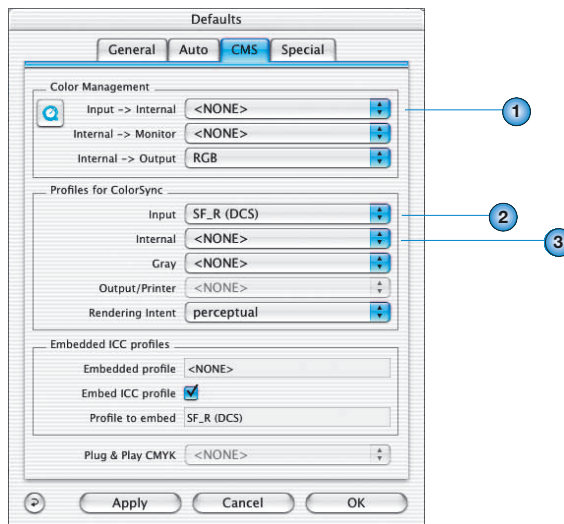 Defaults
General Auto CMS Special
Color Management
Input -> Internal <NONE> 1
Internal -> Monitor <NONE>
Internal -> Output RGB
Profiles for ColorSync
Input SF_R (DCS) 2
Internal <NONE> 3
Gray <NONE>
Output/Printer <NONE>
Rendering Intent perceptual
Embedded ICC profiles
Embedded profile <NONE>
Embed ICC profile
Profile to embed SF_R (DCS)
Plug & Play CMYK <NONE>
Apply Cancel OK